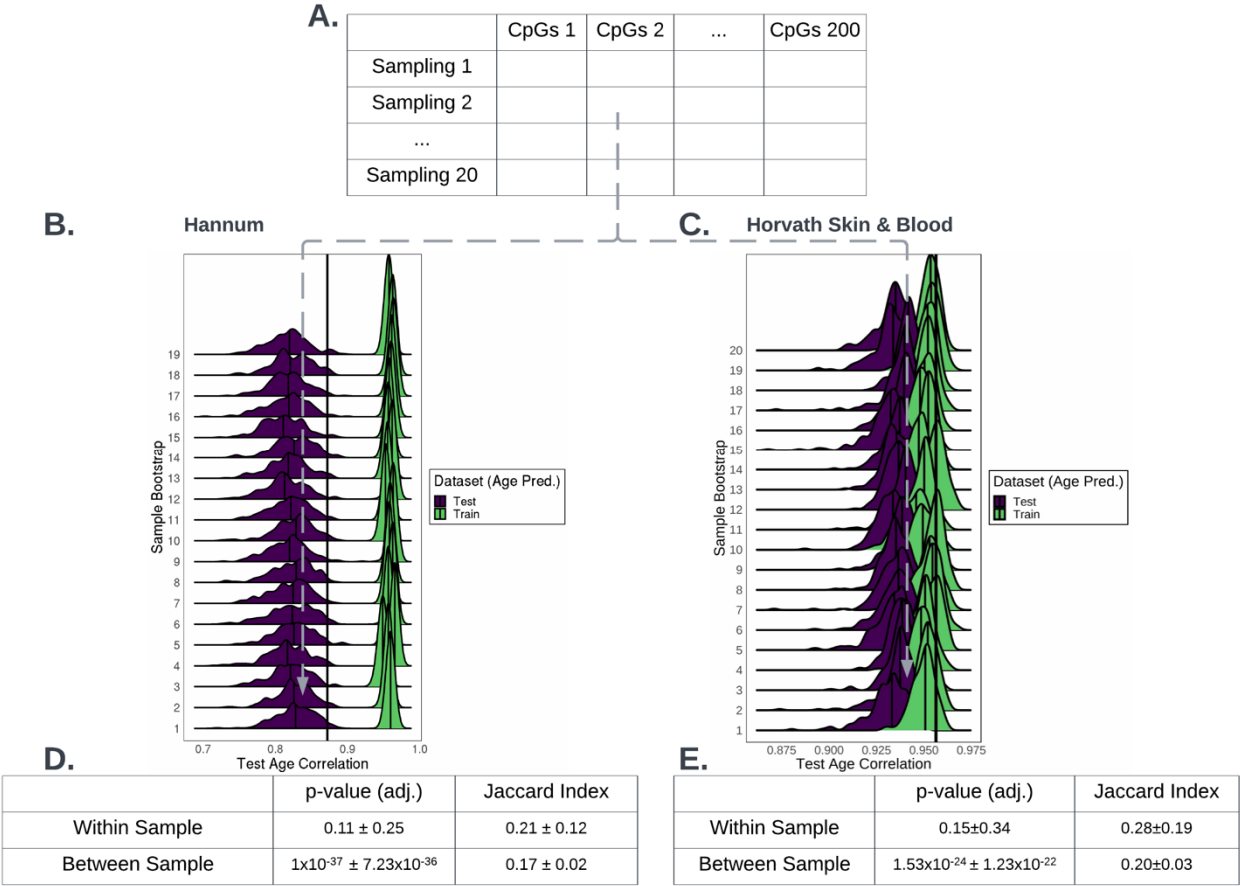 A.
CpGs 1 CpGs 2 ... CpGs 200
Sampling 1
Sampling 2
...
Sampling 20
B.
Hannum
Sample Bootstrap
19
18
17
16
15
14
13
12
11
10
9
8
7
6
5
4
3
2
1
0.7 0.8 0.9 1.0
Test Age Correlation
Dataset (Age Pred.)
Test
Train
C.
Horvath Skin & Blood
Sample Bootstrap
20
19
18
17
16
15
14
13
12
11
10
9
8
7
6
5
4
3
2
1
0.875 0.900 0.925 0.950 0.975
Test Age Correlation
Dataset (Age Pred.)
Test
Train
D.
p-value (adj.) Jaccard Index
Within Sample 0.11 ± 0.25 0.21 ± 0.12
Between Sample 1x10⁻³⁷ ± 7.23x10⁻³⁶ 0.17 ± 0.02
E.
p-value (adj.) Jaccard Index
Within Sample 0.15±0.34 0.28±0.19
Between Sample 1.53x10⁻²⁴ ± 1.23x10⁻²² 0.20±0.03